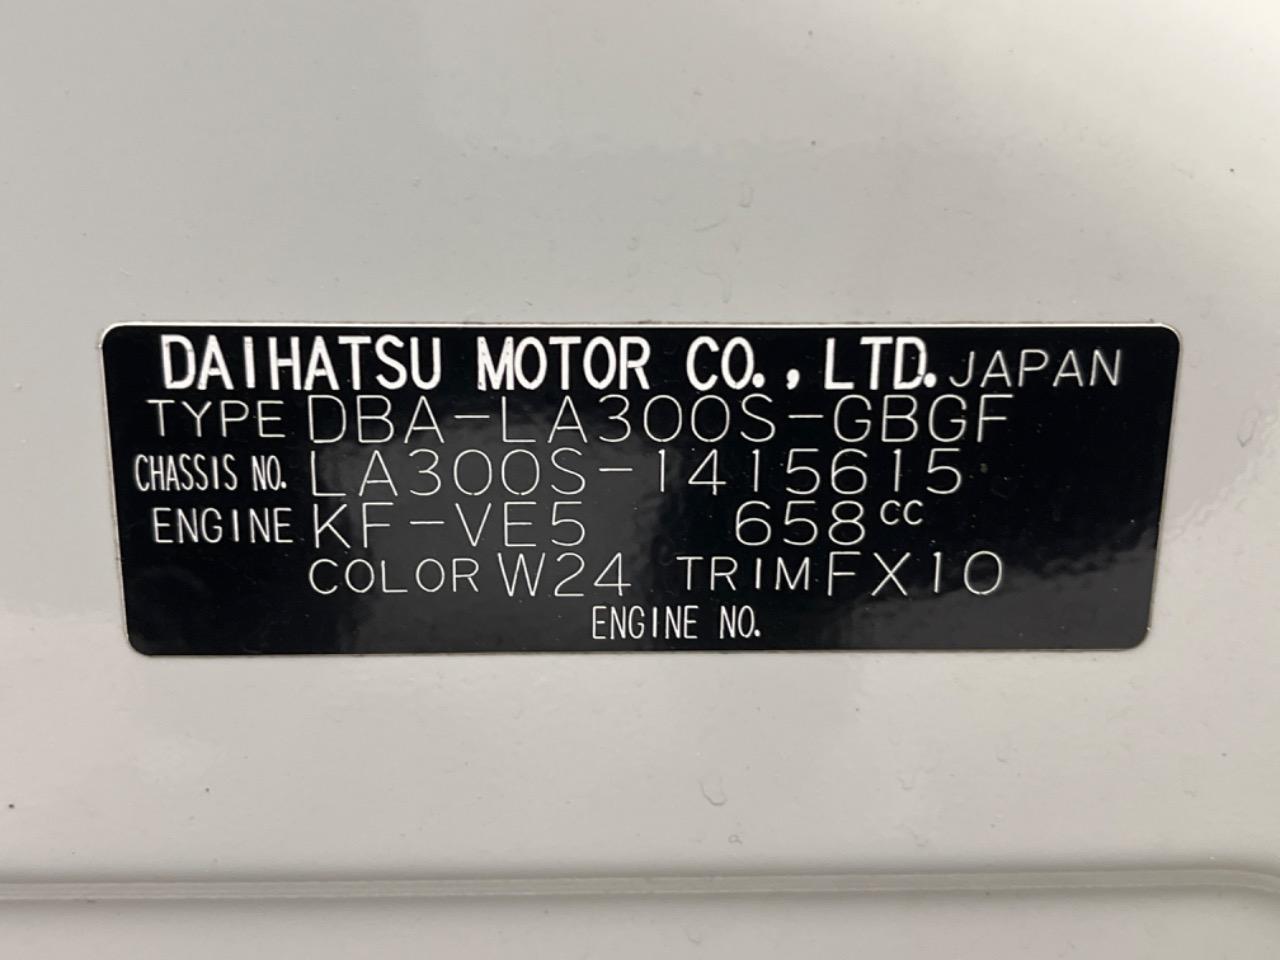 DAIHATSU MOTOR CO., LTD. JAPAN
TYPE DBA-LA300S-GBGF
CHASSIS NO. LA300S-1415615
ENGINE KF-VE5 658cc
COLOR W24 TRIM FX10
ENGINE NO.